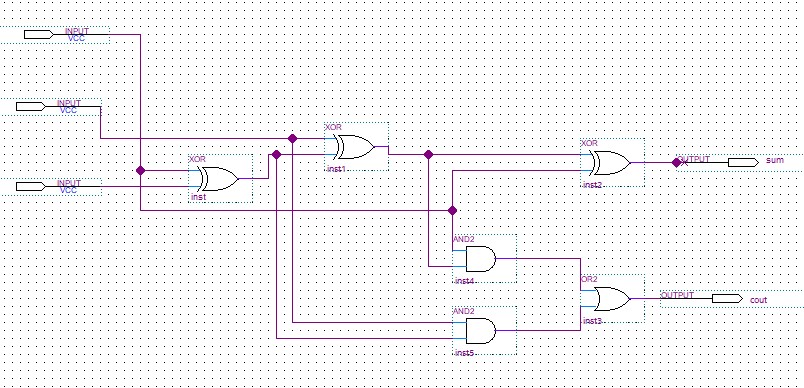 INPUT
VCC
INPUT
VCC
INPUT
VCC
XOR
inst
XOR
inst1
XOR
inst2
OUTPUT
sum
AND2
inst4
AND2
inst5
OR2
inst3
OUTPUT
cout